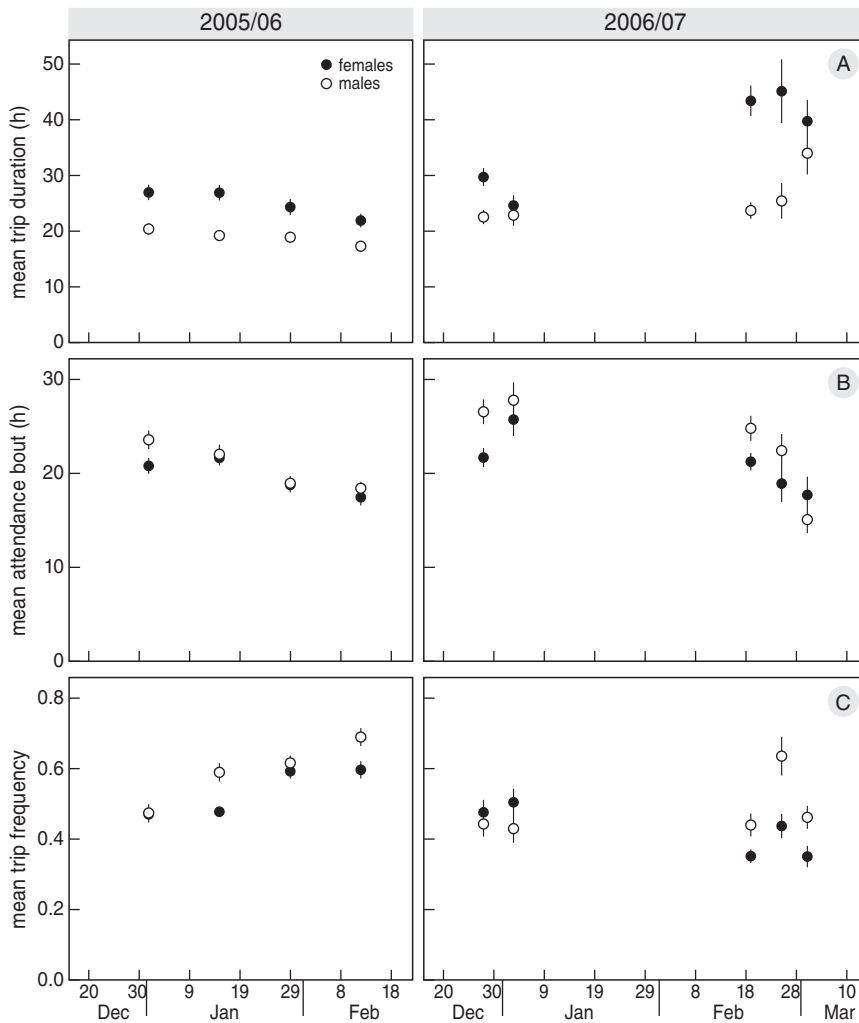 2005/06
2006/07
50
40
30
20
10
0
mean trip duration (h)
females
males
A
30
20
10
0
mean attendance bout (h)
B
0.8
0.6
0.4
0.2
0.0
mean trip frequency
C
20 30 9 19 29 8 18
Dec Jan Feb
20 30 9 19 29 8 18 28 10
Dec Jan Feb Mar